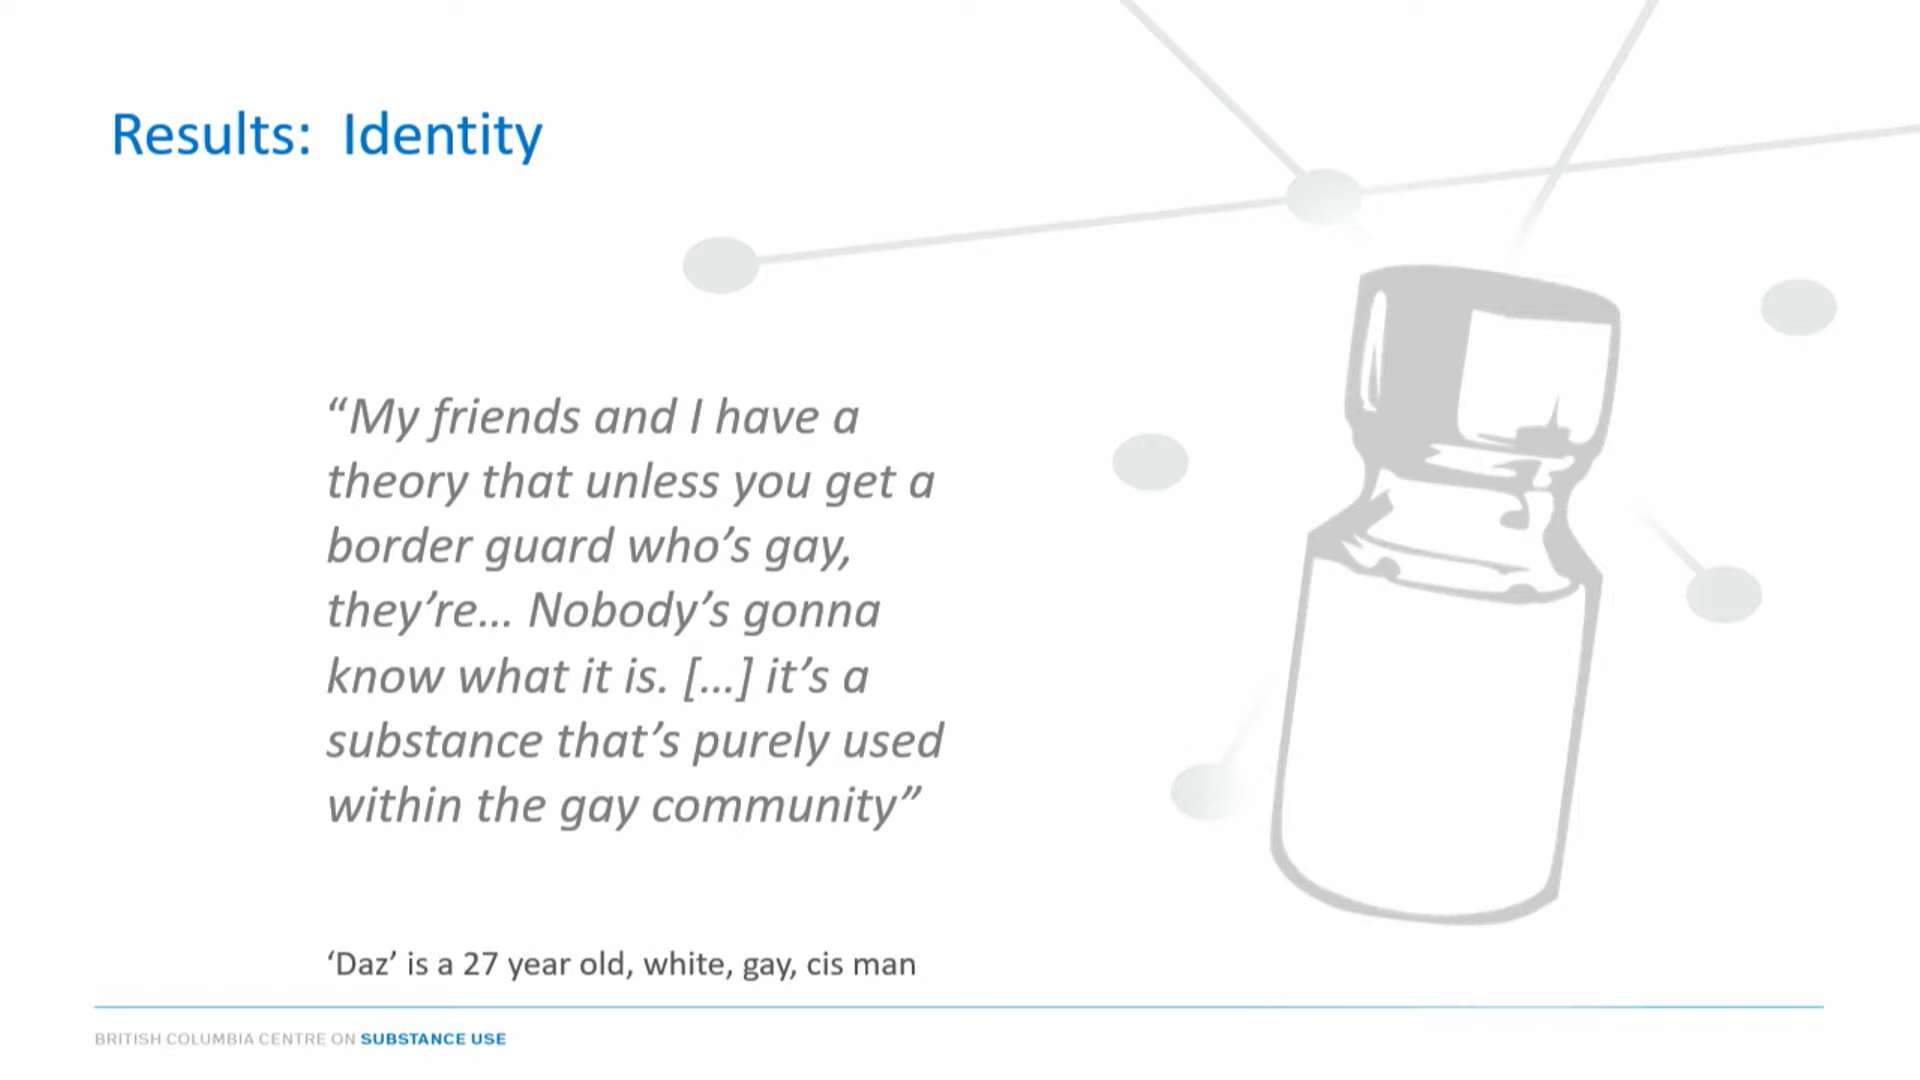 Results:  Identity
“My friends and I have a
theory that unless you get a
border guard who’s gay,
they’re… Nobody’s gonna
know what it is. […] it’s a
substance that’s purely used
within the gay community”
‘Daz’ is a 27 year old, white, gay, cis man
BRITISH COLUMBIA CENTRE ON SUBSTANCE USE